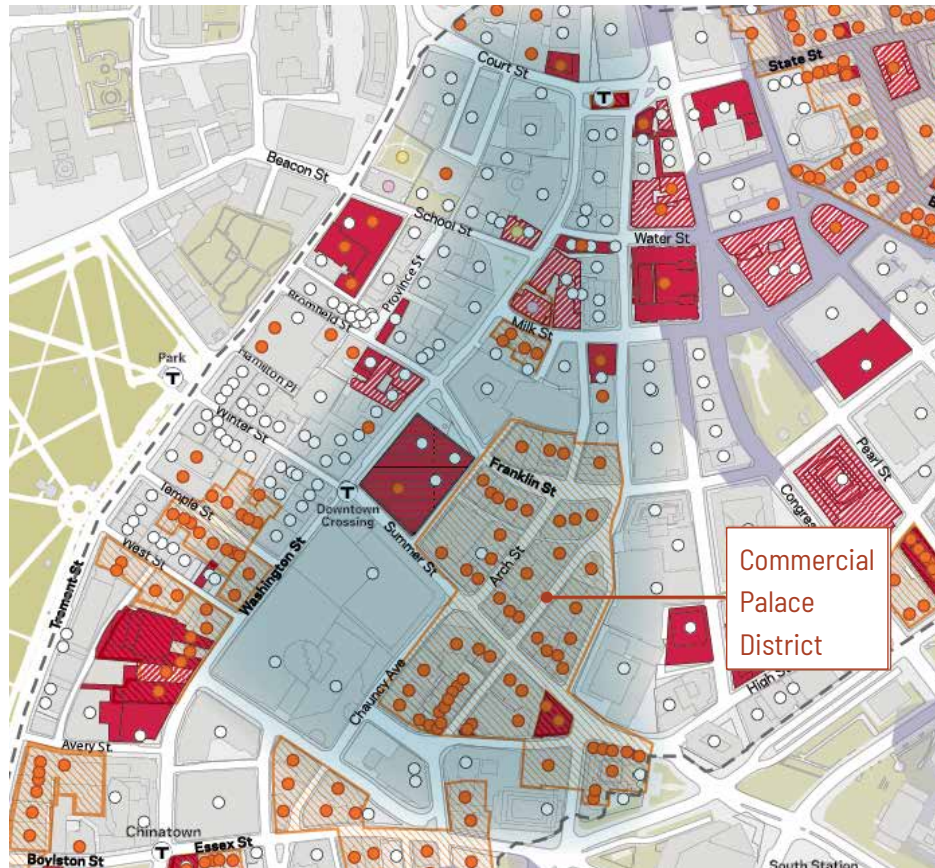 Court St
State St
T
Beacon St
School St
Water St
Province St
Bromfield St
Milk St
Park
T
Hamilton Pl
Winter St
Pearl St
Franklin St
Congres
Temple St
T
Downtown
Crossing
Summer St
West St
Arch St
Washington St
Tremont St
Commercial
Palace
District
Chauncy Ave
High St
Avery St.
Chinatown
T
Essex St
Boylston St
South Station